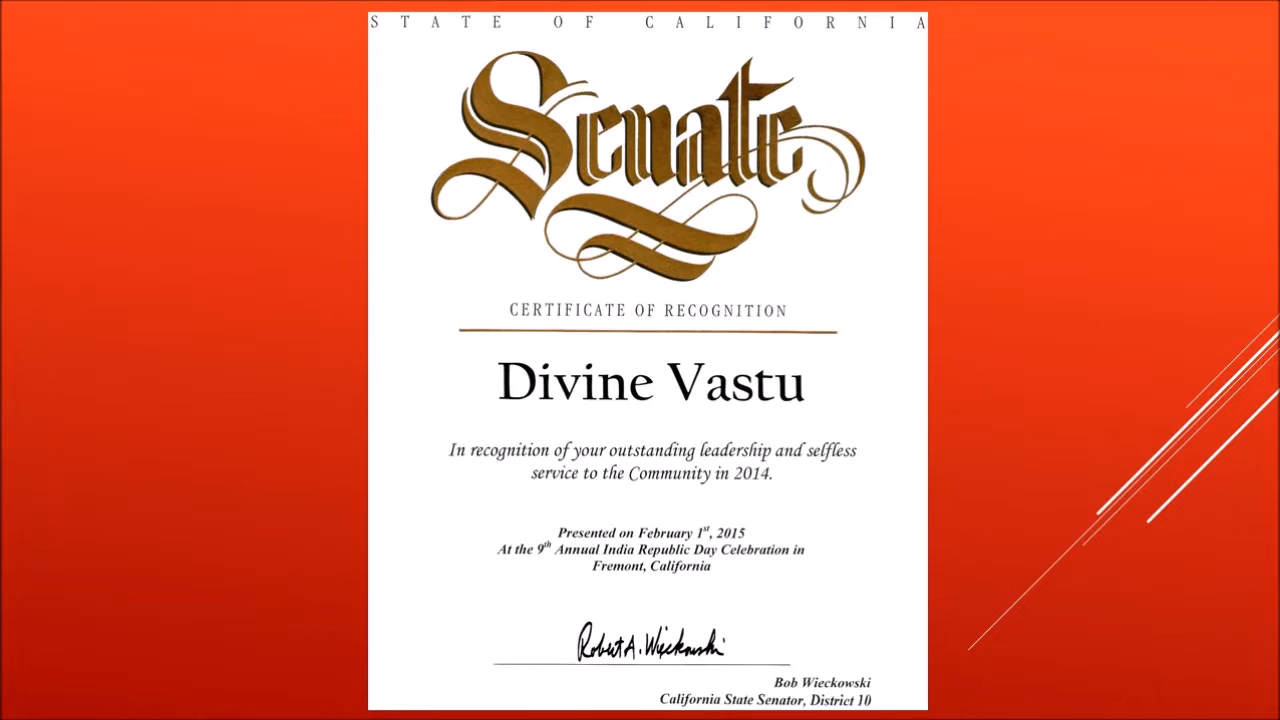 STATE OF CALIFORNIA
Senate
CERTIFICATE OF RECOGNITION
Divine Vastu
In recognition of your outstanding leadership and selfless
service to the Community in 2014.
Presented on February 1st, 2015
At the 9th Annual India Republic Day Celebration in
Fremont, California
Robert A. Wieckowski
Bob Wieckowski
California State Senator, District 10